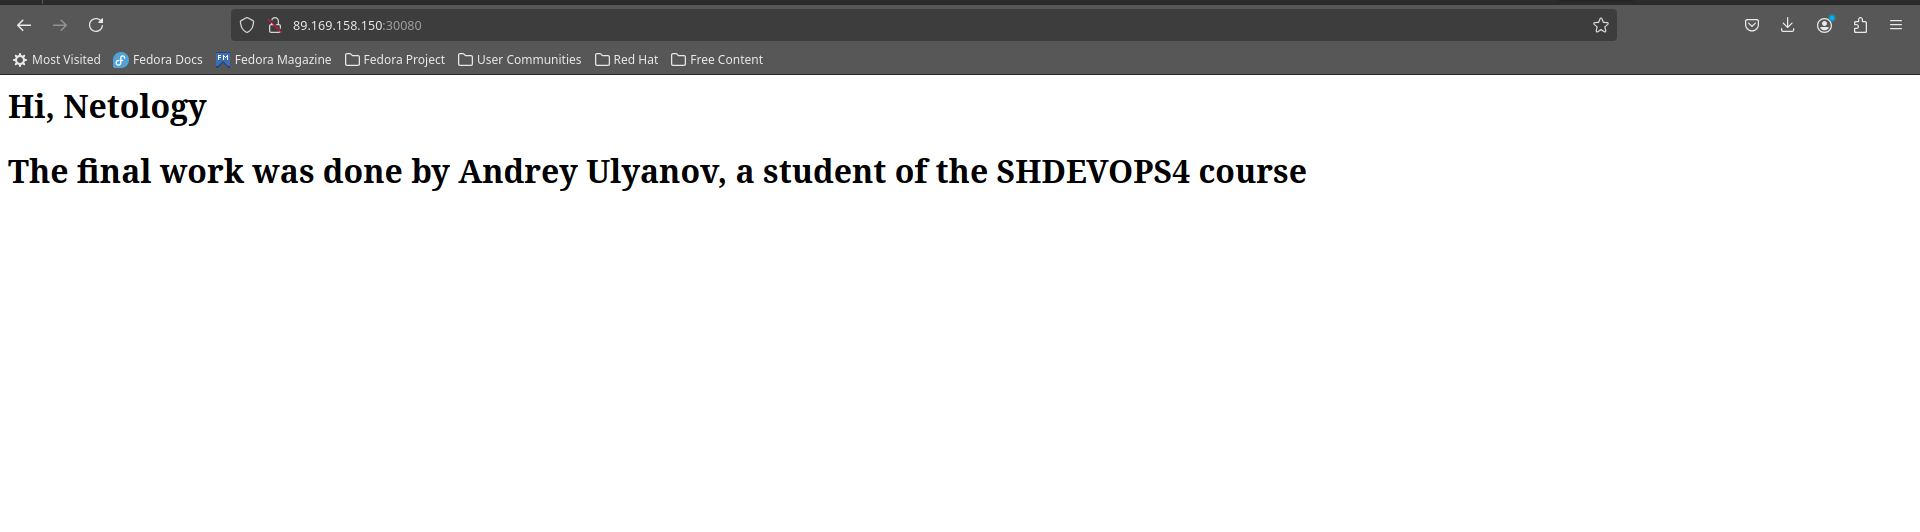 89.169.158.150:30080
Most Visited Fedora Docs FM Fedora Magazine Fedora Project User Communities Red Hat Free Content
Hi, Netology
The final work was done by Andrey Ulyanov, a student of the SHDEVOPS4 course